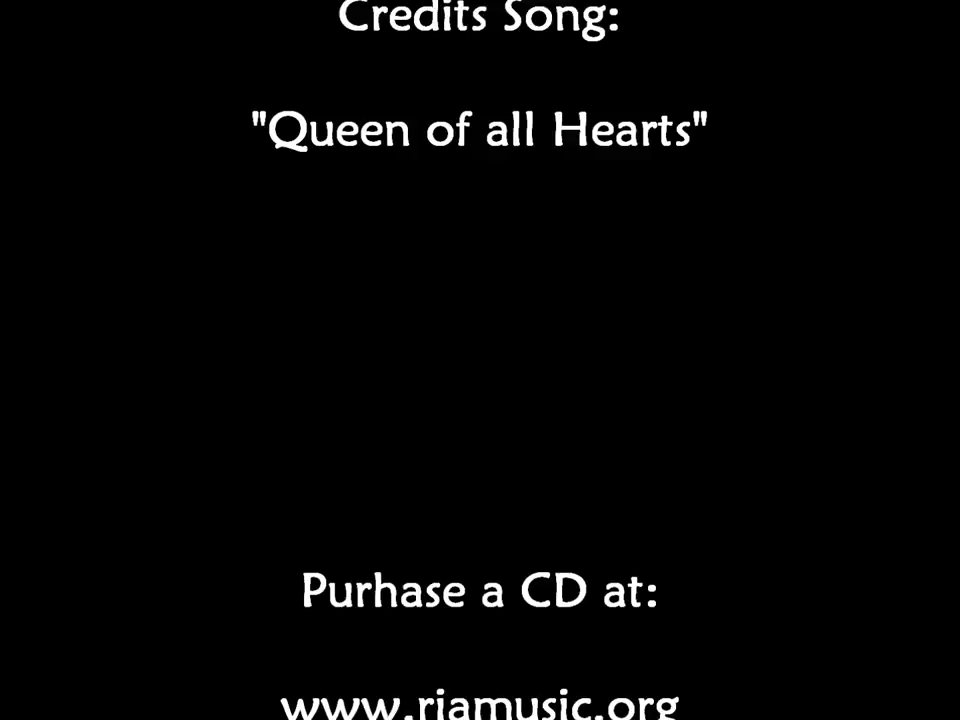 Credits Song:
"Queen of all Hearts"
Purhase a CD at:
www.riamusic.org